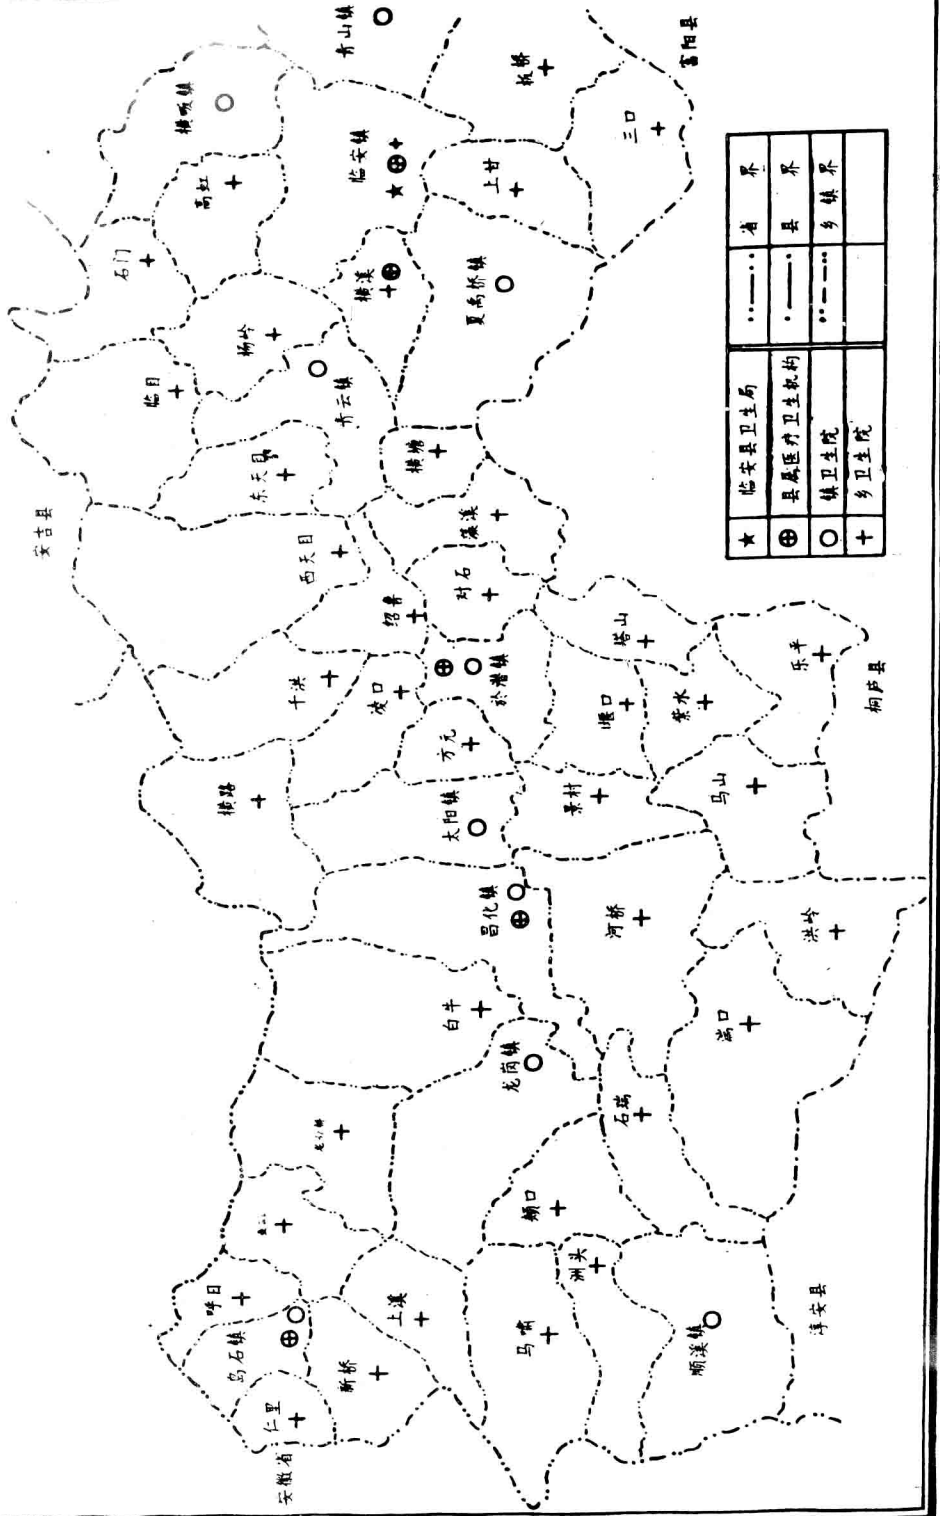 青山镇
横畈镇
高虹
石门
临安镇
板桥
富阳县
三口
上甘
横溪
夏禹桥镇
杨岭
临目
青云镇
东天目
横塘
安吉县
西天目
藻溪
绍鲁
对石
於潜镇
千洪
凌口
方元
塔山
堰口
紫水
乐平
桐庐县
横路
太阳镇
景村
马山
昌化镇
河桥
洪岭
白牛
龙岗镇
湍口
石瑞
颊口
洲头
呼日
上溪
马啸
顺溪镇
淳安县
岛石镇
新桥
仁里
安徽省
临安县卫生局
省界
县属医疗卫生机构
县界
镇卫生院
乡镇界
乡卫生院